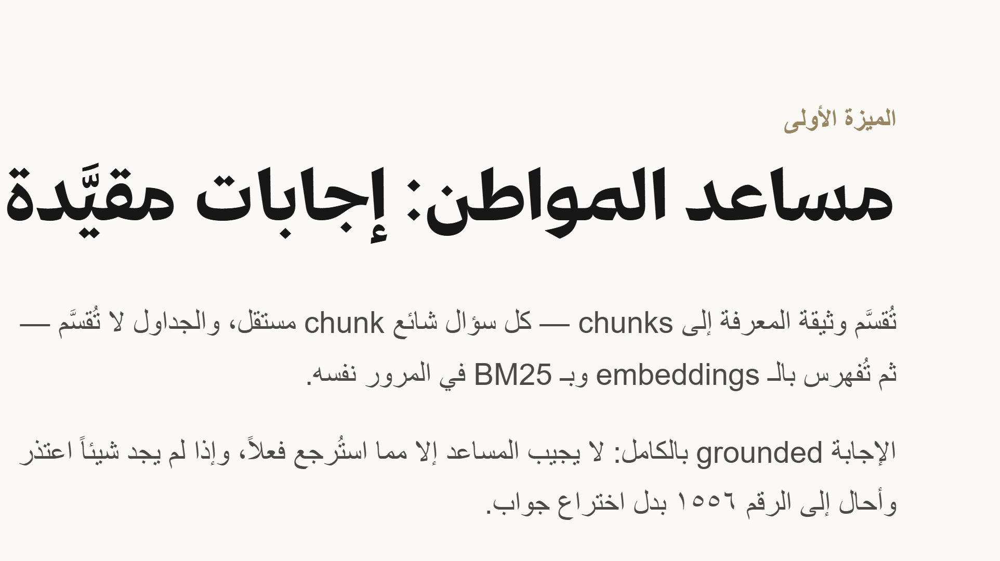 الميزة الأولى
مساعد المواطن: إجابات مقيَّدة
تُقسَّم وثيقة المعرفة إلى chunks — كل سؤال شائع chunk مستقل، والجداول لا تُقسَّم —
ثم تُفهرس بالـ embeddings وبـ BM25 في المرور نفسه.
الإجابة grounded بالكامل: لا يجيب المساعد إلا مما استُرجع فعلاً، وإذا لم يجد شيئاً اعتذر
وأحال إلى الرقم ١٥٥٦ بدل اختراع جواب.